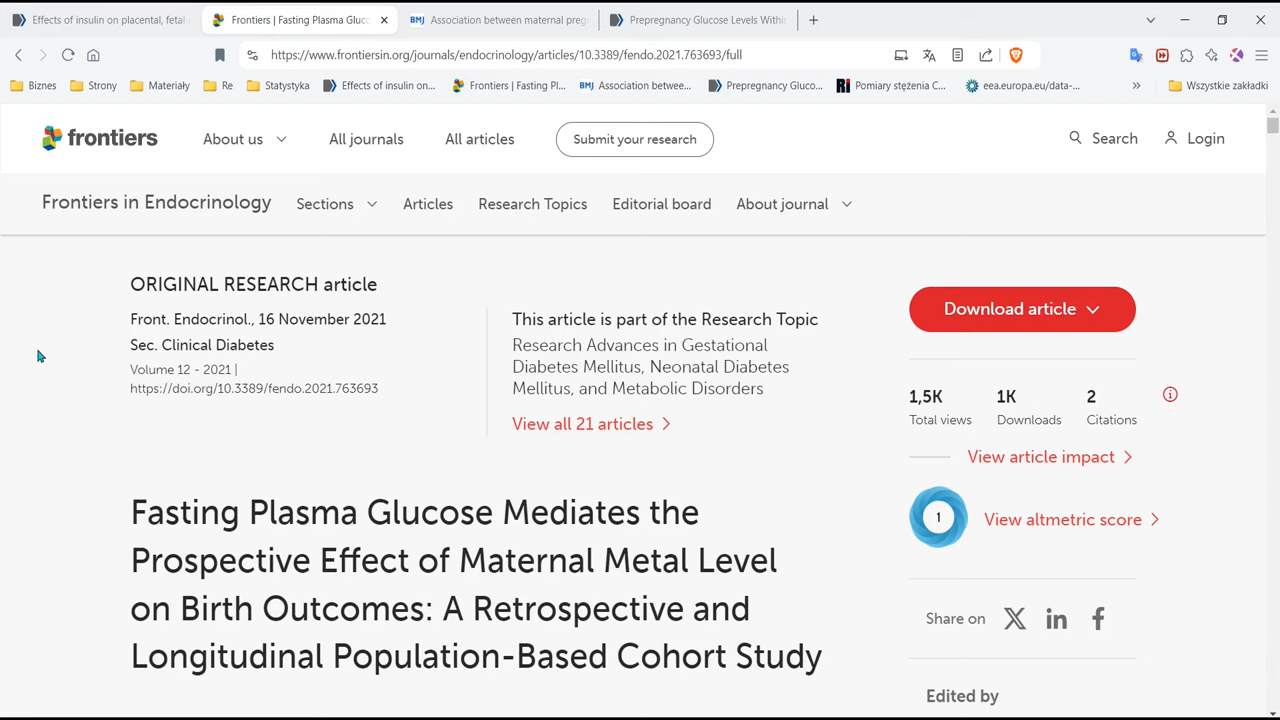 Effects of insulin on placental, fetal
Frontiers | Fasting Plasma Gluco
BMJ Association between maternal preg
Prepregnancy Glucose Levels Within
https://www.frontiersin.org/journals/endocrinology/articles/10.3389/fendo.2021.763693/full
Biznes
Strony
Materiały
Re
Statystyka
Effects of insulin on...
Frontiers | Fasting Pl...
BMJ Association betwee...
Prepregnancy Gluco...
Ri Pomiary stężenia C...
eea.europa.eu/data-...
Wszystkie zakładki
frontiers
About us
All journals
All articles
Submit your research
Search
Login
Frontiers in Endocrinology
Sections
Articles
Research Topics
Editorial board
About journal
ORIGINAL RESEARCH article
Front. Endocrinol., 16 November 2021
Sec. Clinical Diabetes
Volume 12 - 2021 |
https://doi.org/10.3389/fendo.2021.763693
This article is part of the Research Topic
Research Advances in Gestational
Diabetes Mellitus, Neonatal Diabetes
Mellitus, and Metabolic Disorders
View all 21 articles
Download article
1,5K
Total views
1K
Downloads
2
Citations
View article impact
1
View altmetric score
Fasting Plasma Glucose Mediates the
Prospective Effect of Maternal Metal Level
on Birth Outcomes: A Retrospective and
Longitudinal Population-Based Cohort Study
Share on
Edited by